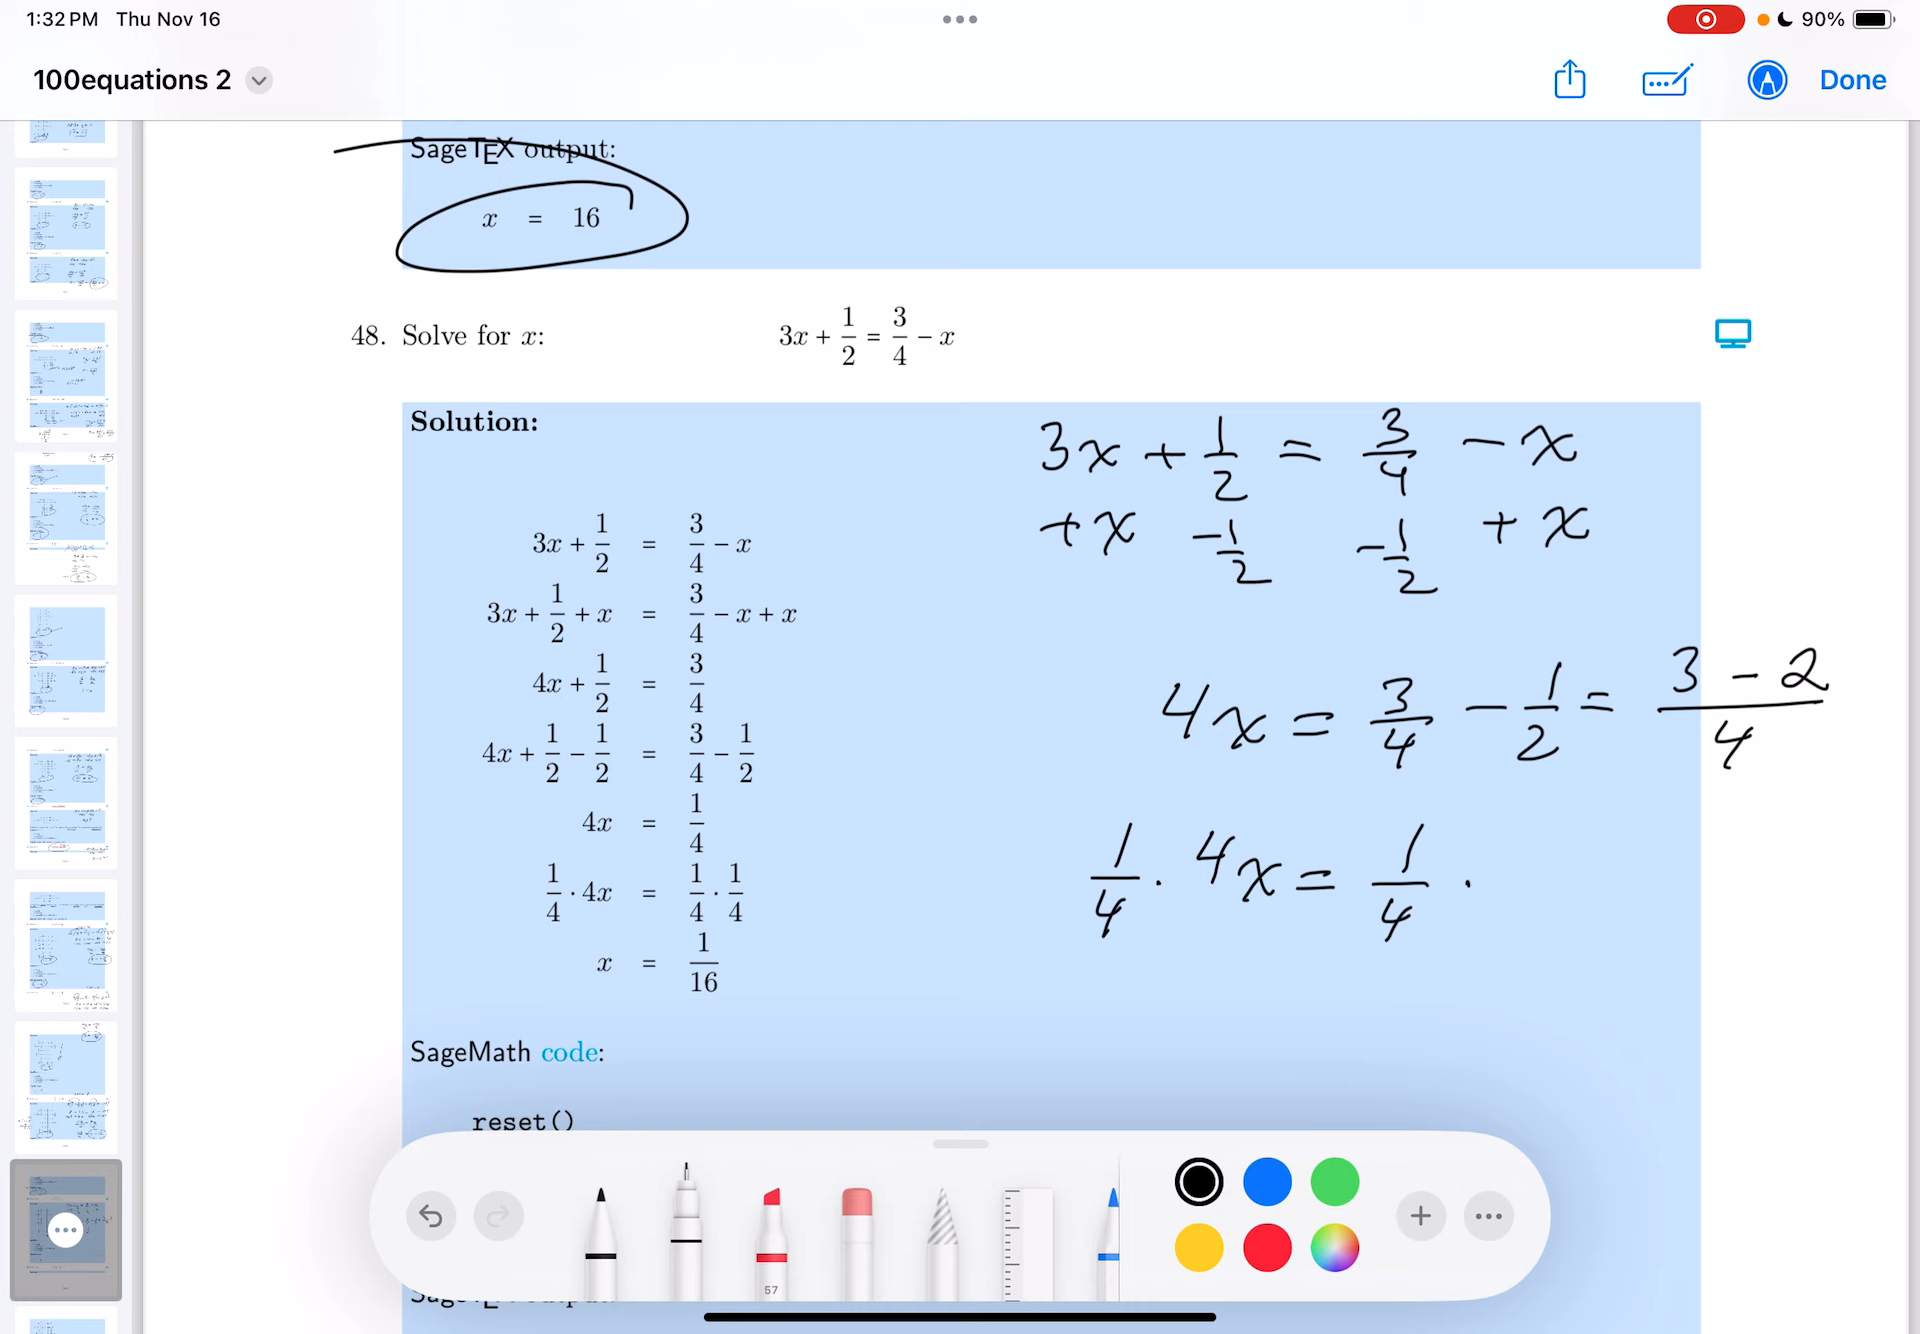 1:32 PM Thu Nov 16
90%
100equations 2
Done
SageTEX output:
x = 16
48. Solve for x: 3x + 1/2 = 3/4 − x
Solution:
3x + 1/2 = 3/4 − x
3x + 1/2 + x = 3/4 − x + x
4x + 1/2 = 3/4
4x + 1/2 − 1/2 = 3/4 − 1/2
4x = 1/4
1/4 · 4x = 1/4 · 1/4
x = 1/16
3x + 1/2 = 3/4 − x
+x −1/2 −1/2 + x
4x = 3/4 − 1/2 = (3 − 2)/4
1/4 · 4x = 1/4 ·
SageMath code:
reset()
57